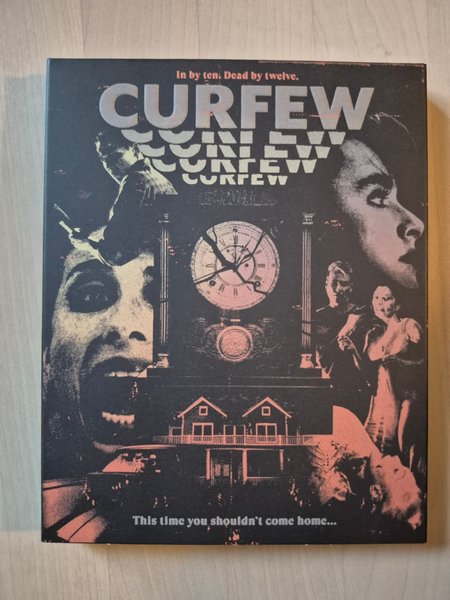 In by ten. Dead by twelve.
CURFEW
CURFEW
CURFEW
CURFEW
This time you shouldn't come home...